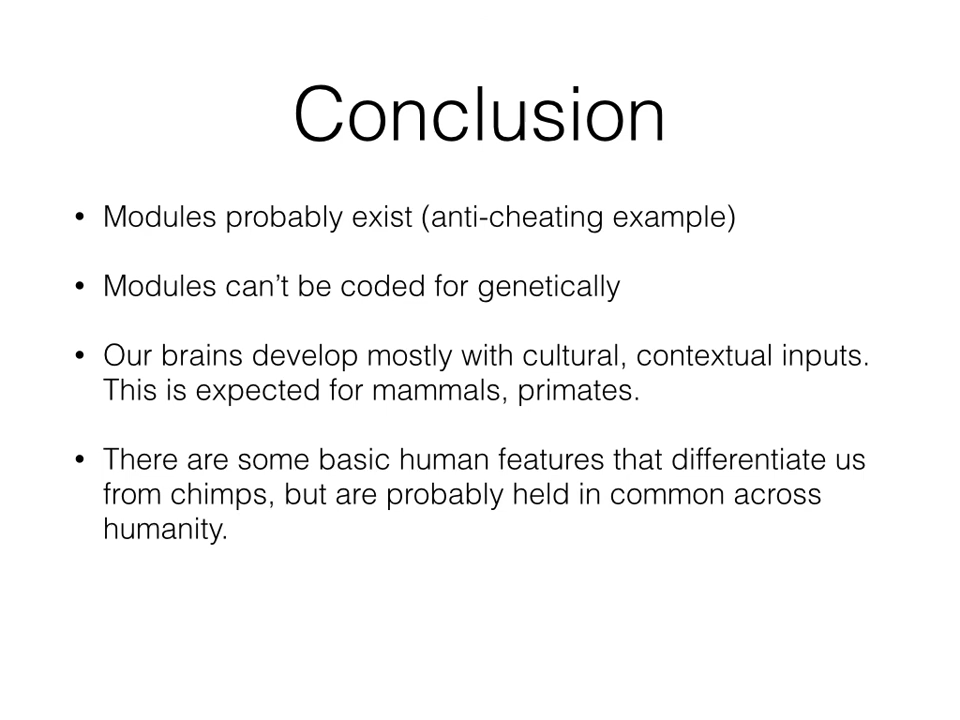 Conclusion
• Modules probably exist (anti-cheating example)
• Modules can’t be coded for genetically
• Our brains develop mostly with cultural, contextual inputs.
This is expected for mammals, primates.
• There are some basic human features that differentiate us
from chimps, but are probably held in common across
humanity.